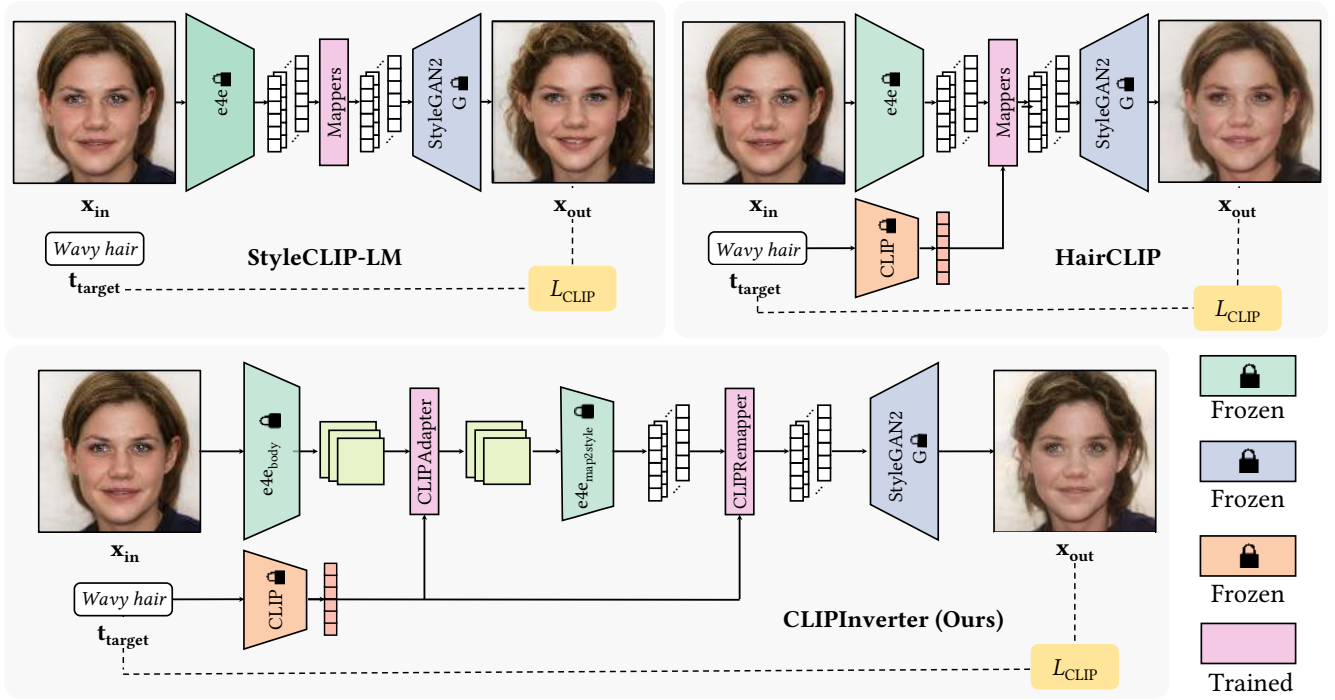 e4e
Mappers
StyleGAN2
G
x_in
x_out
Wavy hair
t_target
StyleCLIP-LM
L_CLIP
e4e
Mappers
StyleGAN2
G
x_in
x_out
Wavy hair
CLIP
t_target
HairCLIP
L_CLIP
e4e_body
CLIPAdapter
e4e_map2style
CLIPRemapper
StyleGAN2
G
x_in
x_out
Wavy hair
CLIP
t_target
CLIPInverter (Ours)
L_CLIP
Frozen
Frozen
Frozen
Trained